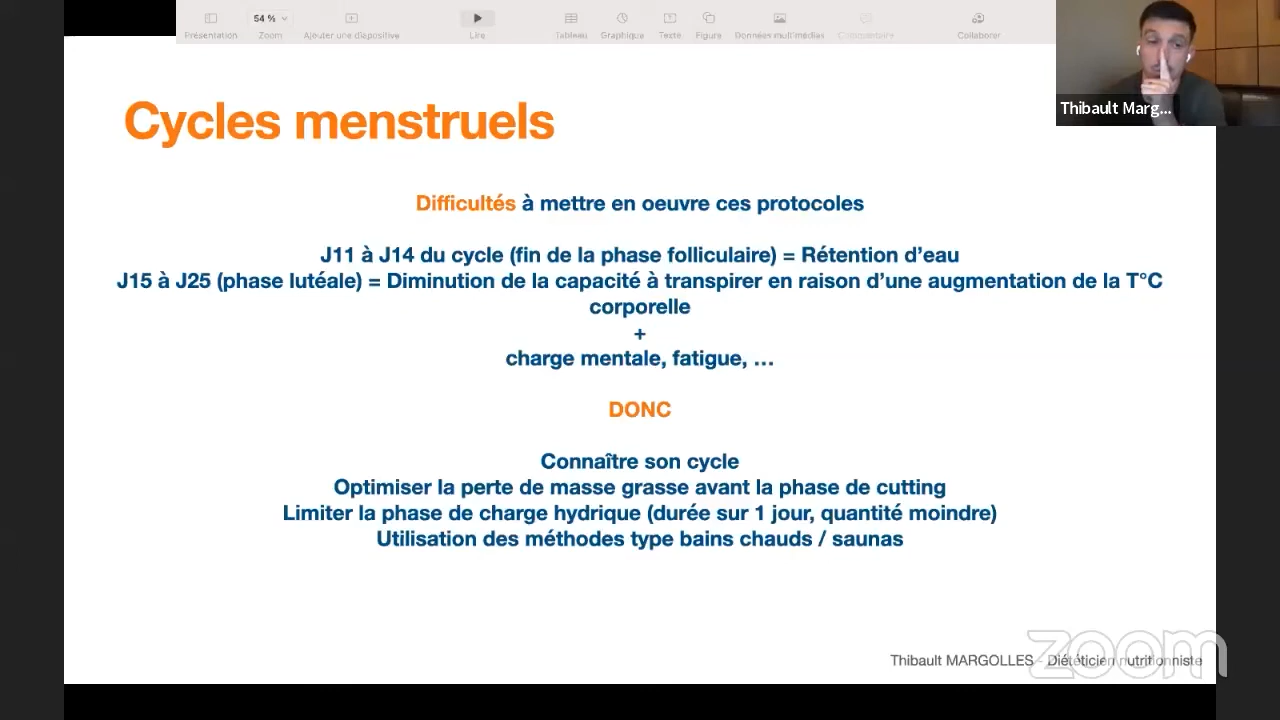 54 %
Présentation
Zoom
Ajouter une diapositive
Lire
Tableau
Graphique
Texte
Figure
Données multimédias
Commentaire
Collaborer
Thibault Marg...
Cycles menstruels
Difficultés à mettre en oeuvre ces protocoles
J11 à J14 du cycle (fin de la phase folliculaire) = Rétention d'eau
J15 à J25 (phase lutéale) = Diminution de la capacité à transpirer en raison d'une augmentation de la T°C
corporelle
+
charge mentale, fatigue, …
DONC
Connaître son cycle
Optimiser la perte de masse grasse avant la phase de cutting
Limiter la phase de charge hydrique (durée sur 1 jour, quantité moindre)
Utilisation des méthodes type bains chauds / saunas
Thibault MARGOLLES - Diététicien nutritionniste
zoom